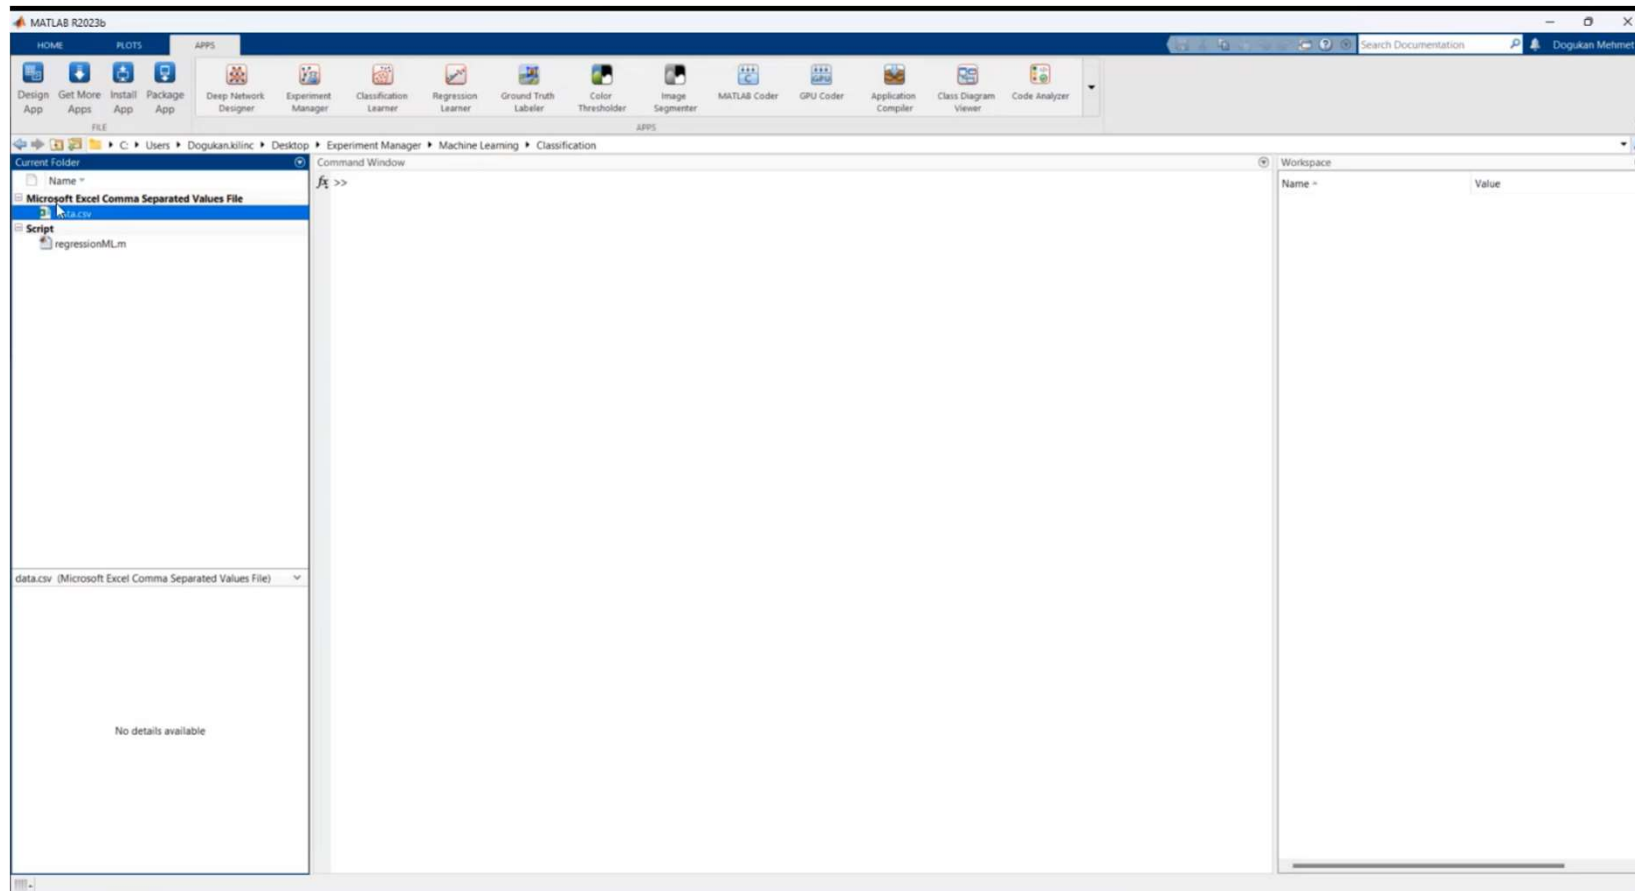 MATLAB R2023b
HOME PLOTS APPS Search Documentation Dogukan Mehmet
Design App
Get More Apps
Install App
Package App
Deep Network Designer
Experiment Manager
Classification Learner
Regression Learner
Ground Truth Labeler
Color Thresholder
Image Segmenter
MATLAB Coder
GPU Coder
Application Compiler
Class Diagram Viewer
Code Analyzer
FILE APPS
C: Users Dogukan.kilinc Desktop Experiment Manager Machine Learning Classification
Current Folder
Name
Microsoft Excel Comma Separated Values File
data.csv
Script
regressionML.m
data.csv (Microsoft Excel Comma Separated Values File)
No details available
Command Window
fx >>
Workspace
Name Value